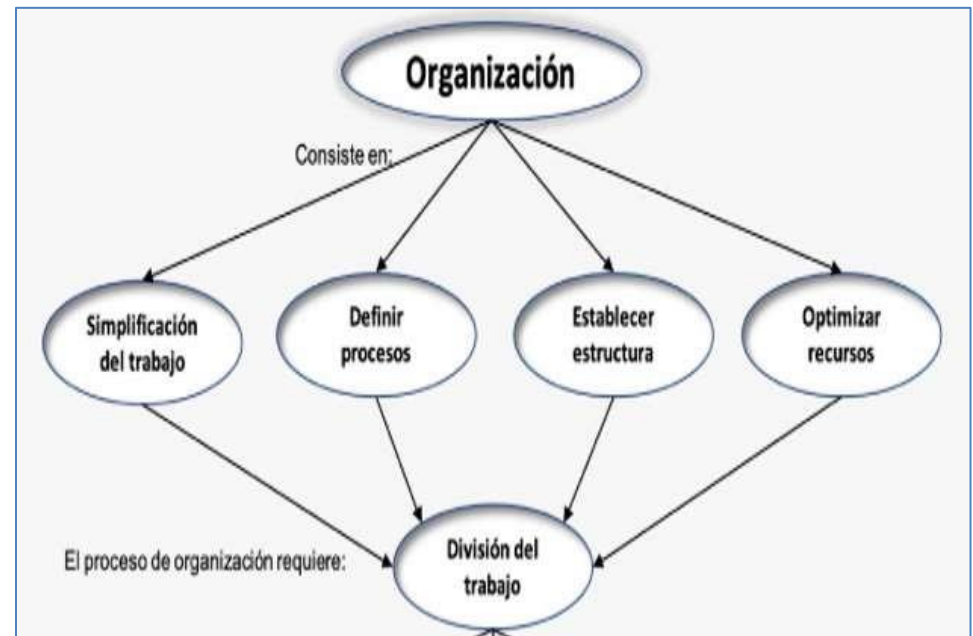 Organización
Consiste en:
Simplificación
del trabajo
Definir
procesos
Establecer
estructura
Optimizar
recursos
El proceso de organización requiere:
División del
trabajo